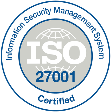 Information Security Management System
ISO
27001
Certified